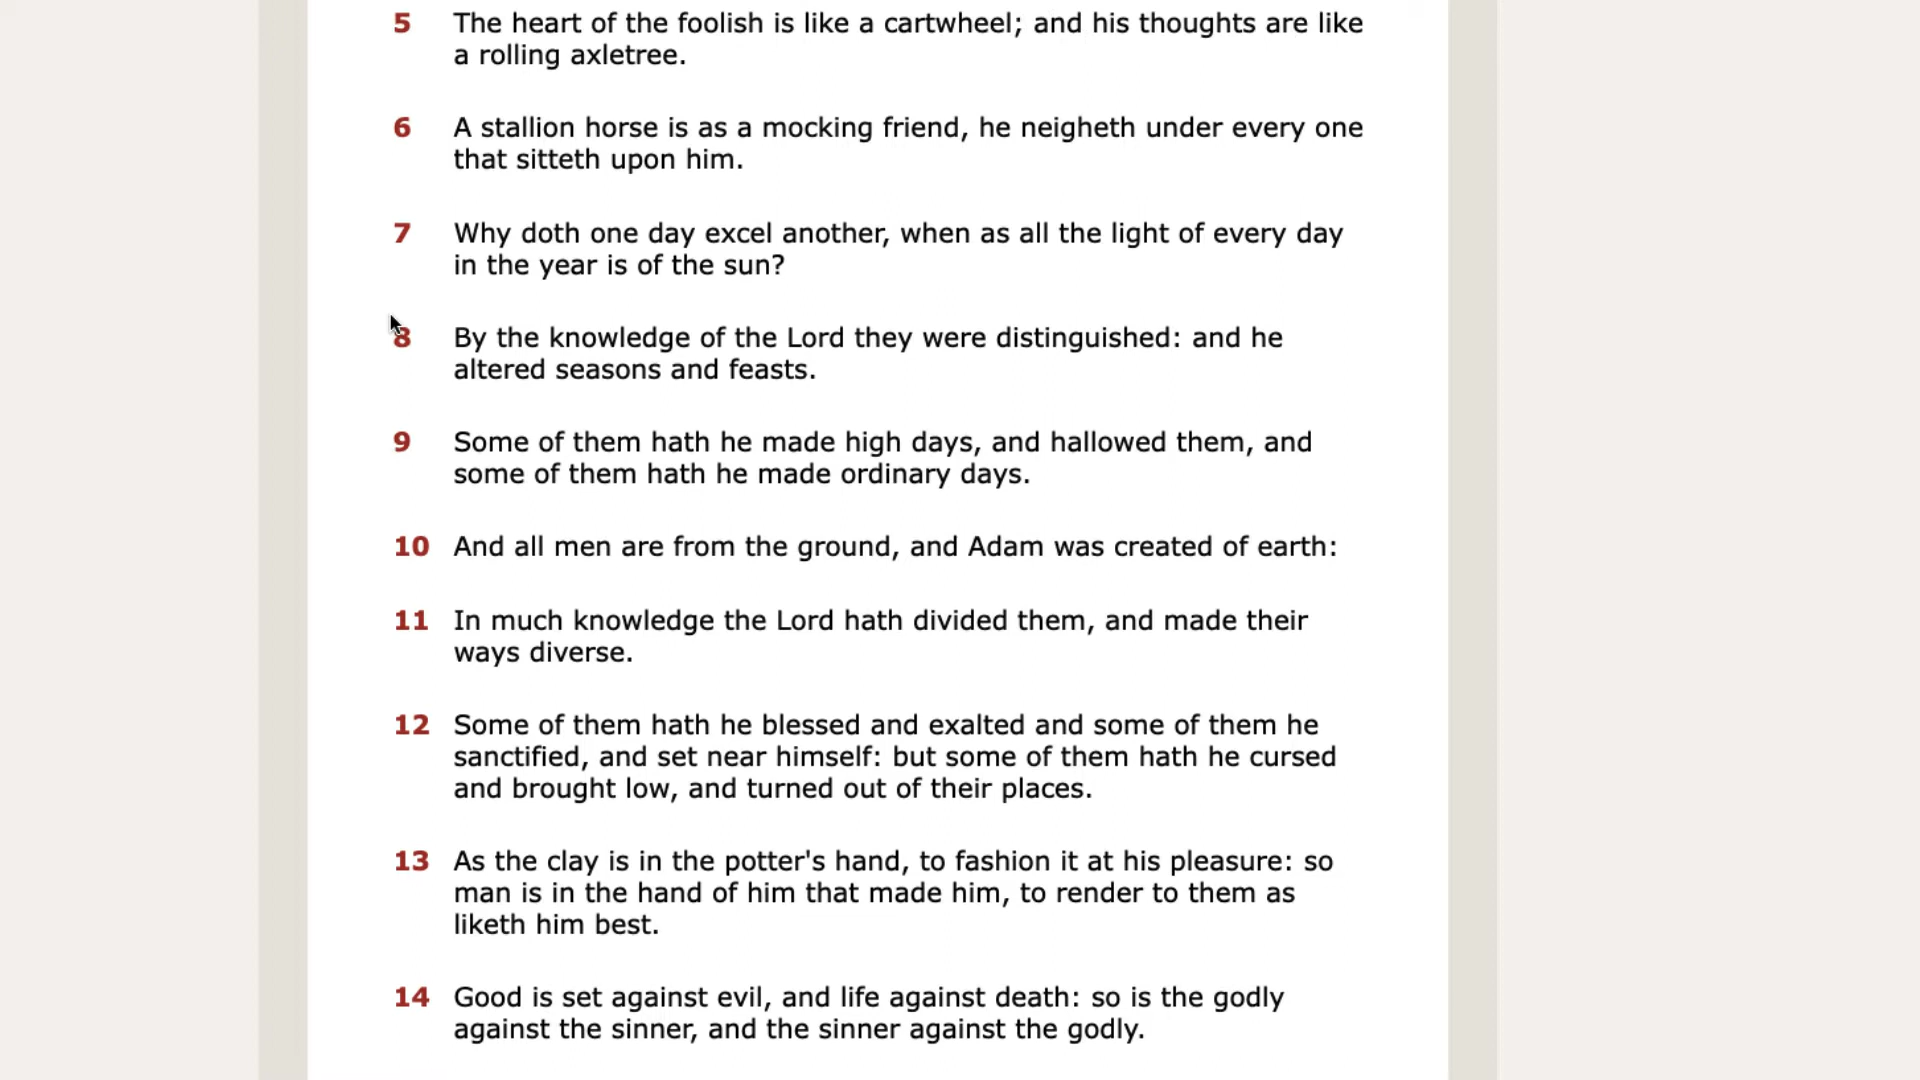 5 The heart of the foolish is like a cartwheel; and his thoughts are like
a rolling axletree.
6 A stallion horse is as a mocking friend, he neigheth under every one
that sitteth upon him.
7 Why doth one day excel another, when as all the light of every day
in the year is of the sun?
8 By the knowledge of the Lord they were distinguished: and he
altered seasons and feasts.
9 Some of them hath he made high days, and hallowed them, and
some of them hath he made ordinary days.
10 And all men are from the ground, and Adam was created of earth:
11 In much knowledge the Lord hath divided them, and made their
ways diverse.
12 Some of them hath he blessed and exalted and some of them he
sanctified, and set near himself: but some of them hath he cursed
and brought low, and turned out of their places.
13 As the clay is in the potter's hand, to fashion it at his pleasure: so
man is in the hand of him that made him, to render to them as
liketh him best.
14 Good is set against evil, and life against death: so is the godly
against the sinner, and the sinner against the godly.